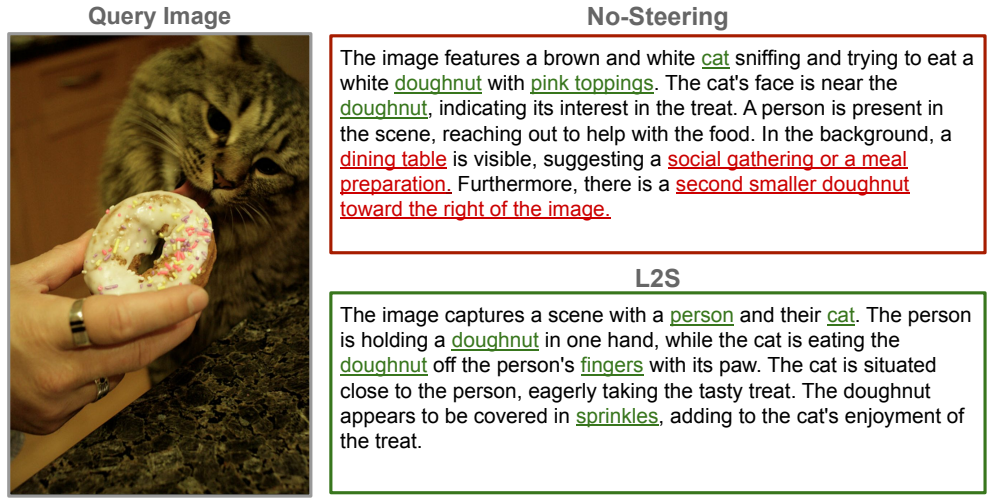 Query Image
No-Steering
The image features a brown and white cat sniffing and trying to eat a
white doughnut with pink toppings. The cat's face is near the
doughnut, indicating its interest in the treat. A person is present in
the scene, reaching out to help with the food. In the background, a
dining table is visible, suggesting a social gathering or a meal
preparation. Furthermore, there is a second smaller doughnut
toward the right of the image.
L2S
The image captures a scene with a person and their cat. The person
is holding a doughnut in one hand, while the cat is eating the
doughnut off the person's fingers with its paw. The cat is situated
close to the person, eagerly taking the tasty treat. The doughnut
appears to be covered in sprinkles, adding to the cat's enjoyment of
the treat.